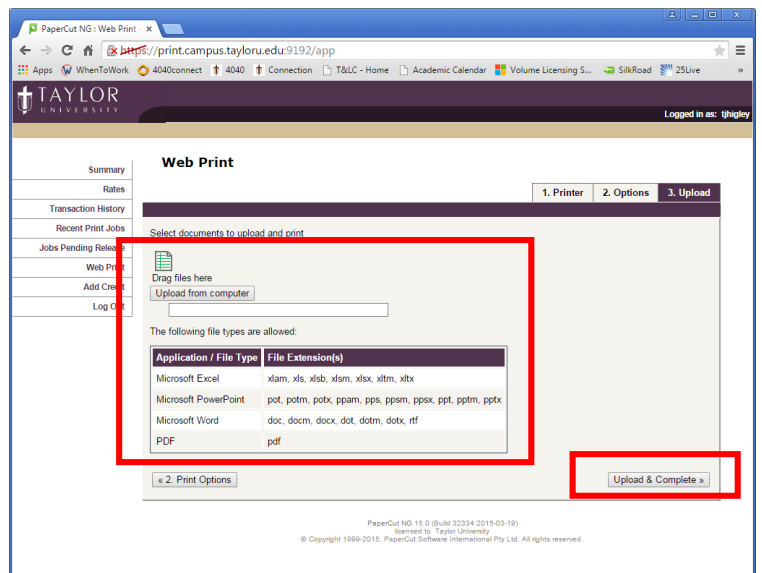 PaperCut NG : Web Print
https://print.campus.tayloru.edu:9192/app
Apps WhenToWork 4040connect 4040 Connection T&LC - Home Academic Calendar Volume Licensing S... SilkRoad 25Live »
TAYLOR
UNIVERSITY
Logged in as: tjhigley
Web Print
Summary
Rates
Transaction History
Recent Print Jobs
Jobs Pending Release
Web Print
Add Credit
Log Out
1. Printer 2. Options 3. Upload
Select documents to upload and print
Drag files here
Upload from computer
The following file types are allowed:
Application / File Type File Extension(s)
Microsoft Excel xlam, xls, xlsb, xlsm, xlsx, xltm, xltx
Microsoft PowerPoint pot, potm, potx, ppam, pps, ppsm, ppsx, ppt, pptm, pptx
Microsoft Word doc, docm, docx, dot, dotm, dotx, rtf
PDF pdf
« 2. Print Options Upload & Complete »
PaperCut NG 15.0 (Build 32334 2015-03-19)
licensed to Taylor University
© Copyright 1999-2015. PaperCut Software International Pty Ltd. All rights reserved.